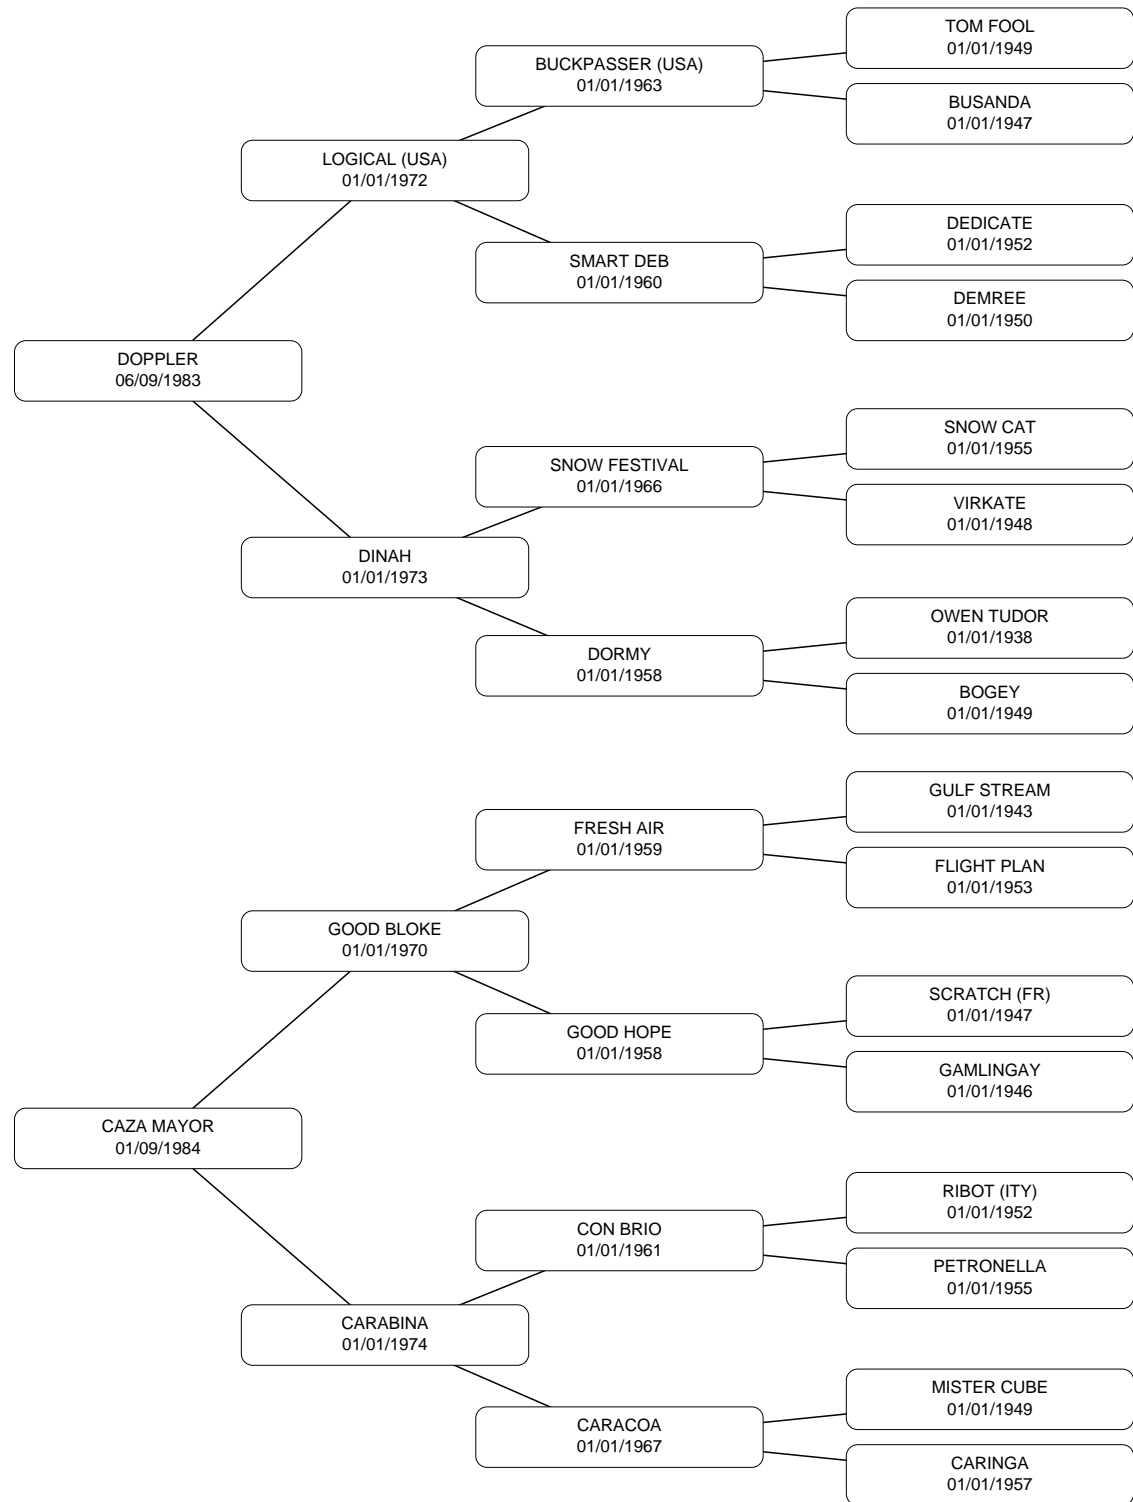 TOM FOOL
01/01/1949
BUCKPASSER (USA)
01/01/1963
BUSANDA
01/01/1947
LOGICAL (USA)
01/01/1972
DEDICATE
01/01/1952
SMART DEB
01/01/1960
DEMREE
01/01/1950
DOPPLER
06/09/1983
SNOW CAT
01/01/1955
SNOW FESTIVAL
01/01/1966
VIRKATE
01/01/1948
DINAH
01/01/1973
OWEN TUDOR
01/01/1938
DORMY
01/01/1958
BOGEY
01/01/1949
GULF STREAM
01/01/1943
FRESH AIR
01/01/1959
FLIGHT PLAN
01/01/1953
GOOD BLOKE
01/01/1970
SCRATCH (FR)
01/01/1947
GOOD HOPE
01/01/1958
GAMLINGAY
01/01/1946
CAZA MAYOR
01/09/1984
RIBOT (ITY)
01/01/1952
CON BRIO
01/01/1961
PETRONELLA
01/01/1955
CARABINA
01/01/1974
MISTER CUBE
01/01/1949
CARACOA
01/01/1967
CARINGA
01/01/1957